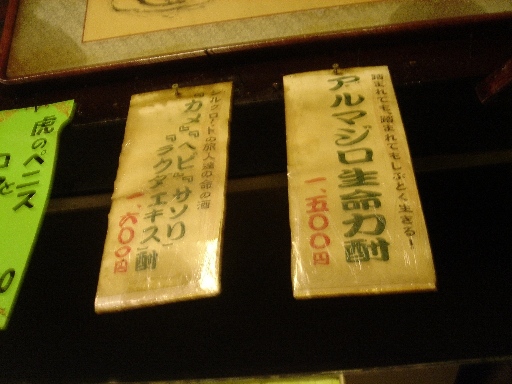 踏まれても、踏まれてもしぶとく生きる!
アルマジロ生命力酎
一、五〇〇円
シルクロードの旅人達の命の酒
"カメ"ヘビ"サソリ"
"ラクダ"エキス酎
一、六〇〇円
虎のペニス